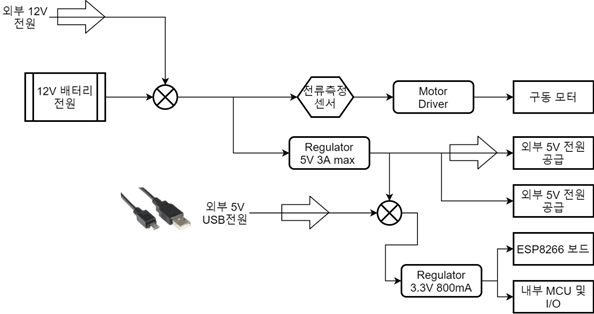 외부 12V
전원
12V 배터리
전원
전류측정
센서
Motor
Driver
구동 모터
Regulator
5V 3A max
외부 5V 전원
공급
외부 5V 전원
공급
외부 5V
USB전원
Regulator
3.3V 800mA
ESP8266 보드
내부 MCU 및
I/O